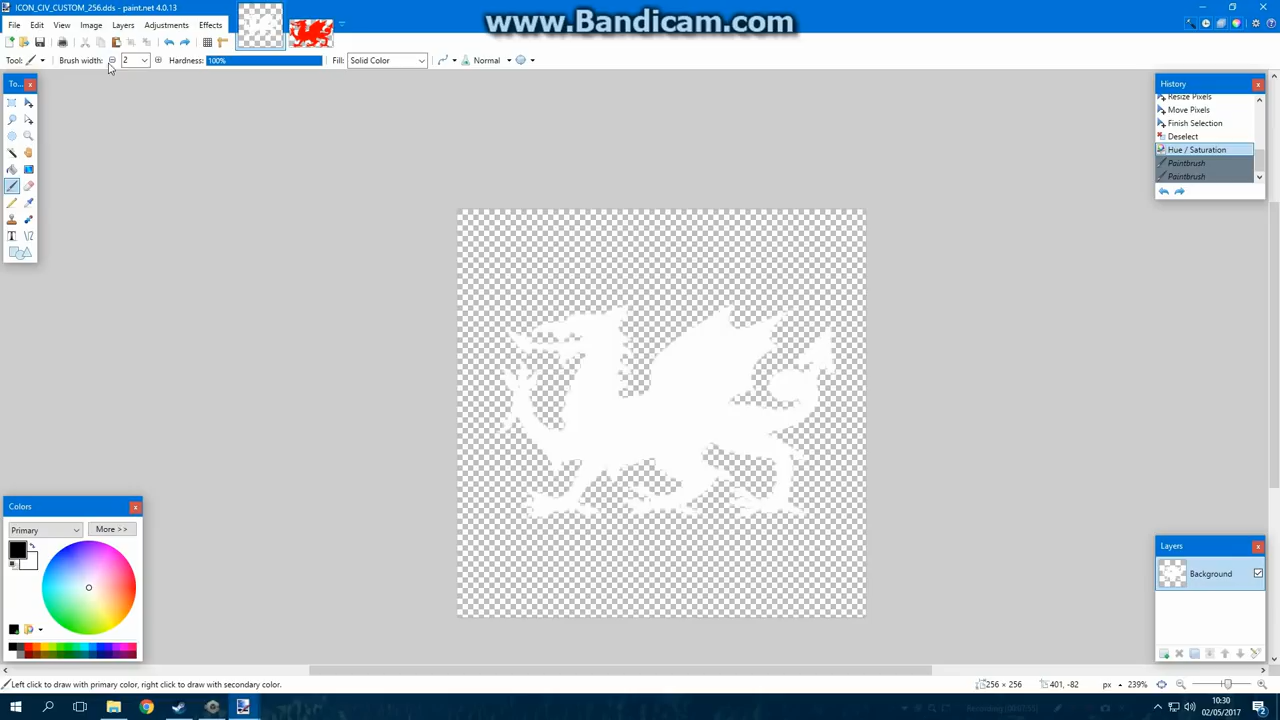 ICON_CIV_CUSTOM_256.dds - paint.net 4.0.13
www.Bandicam.com
File Edit View Image Layers Adjustments Effects
Tool: Brush width: 2 Hardness: 100% Fill: Solid Color Normal
To...
History
Resize Pixels
Move Pixels
Finish Selection
Deselect
Hue / Saturation
Paintbrush
Paintbrush
Colors
Primary More >>
Layers
Background
Left click to draw with primary color, right click to draw with secondary color.
256 × 256 401, -82 px 239%
10:30
02/05/2017
2